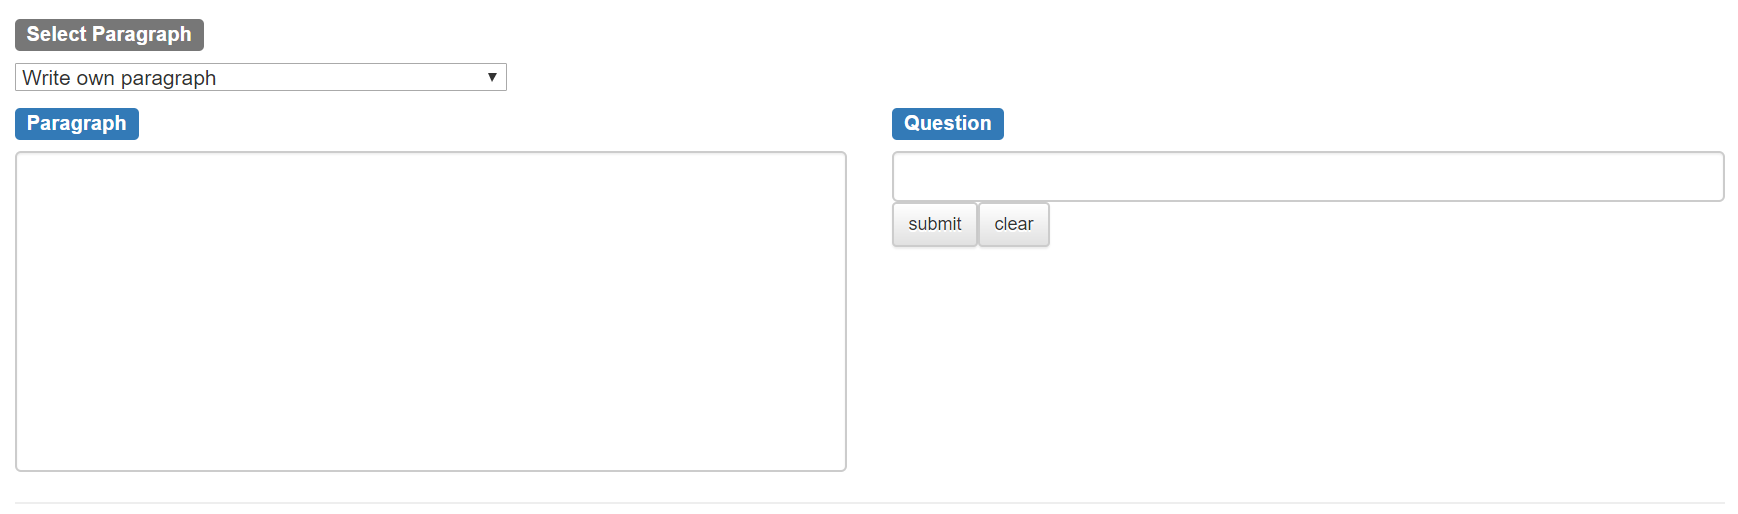 Select Paragraph
Write own paragraph
Paragraph
Question
submit clear